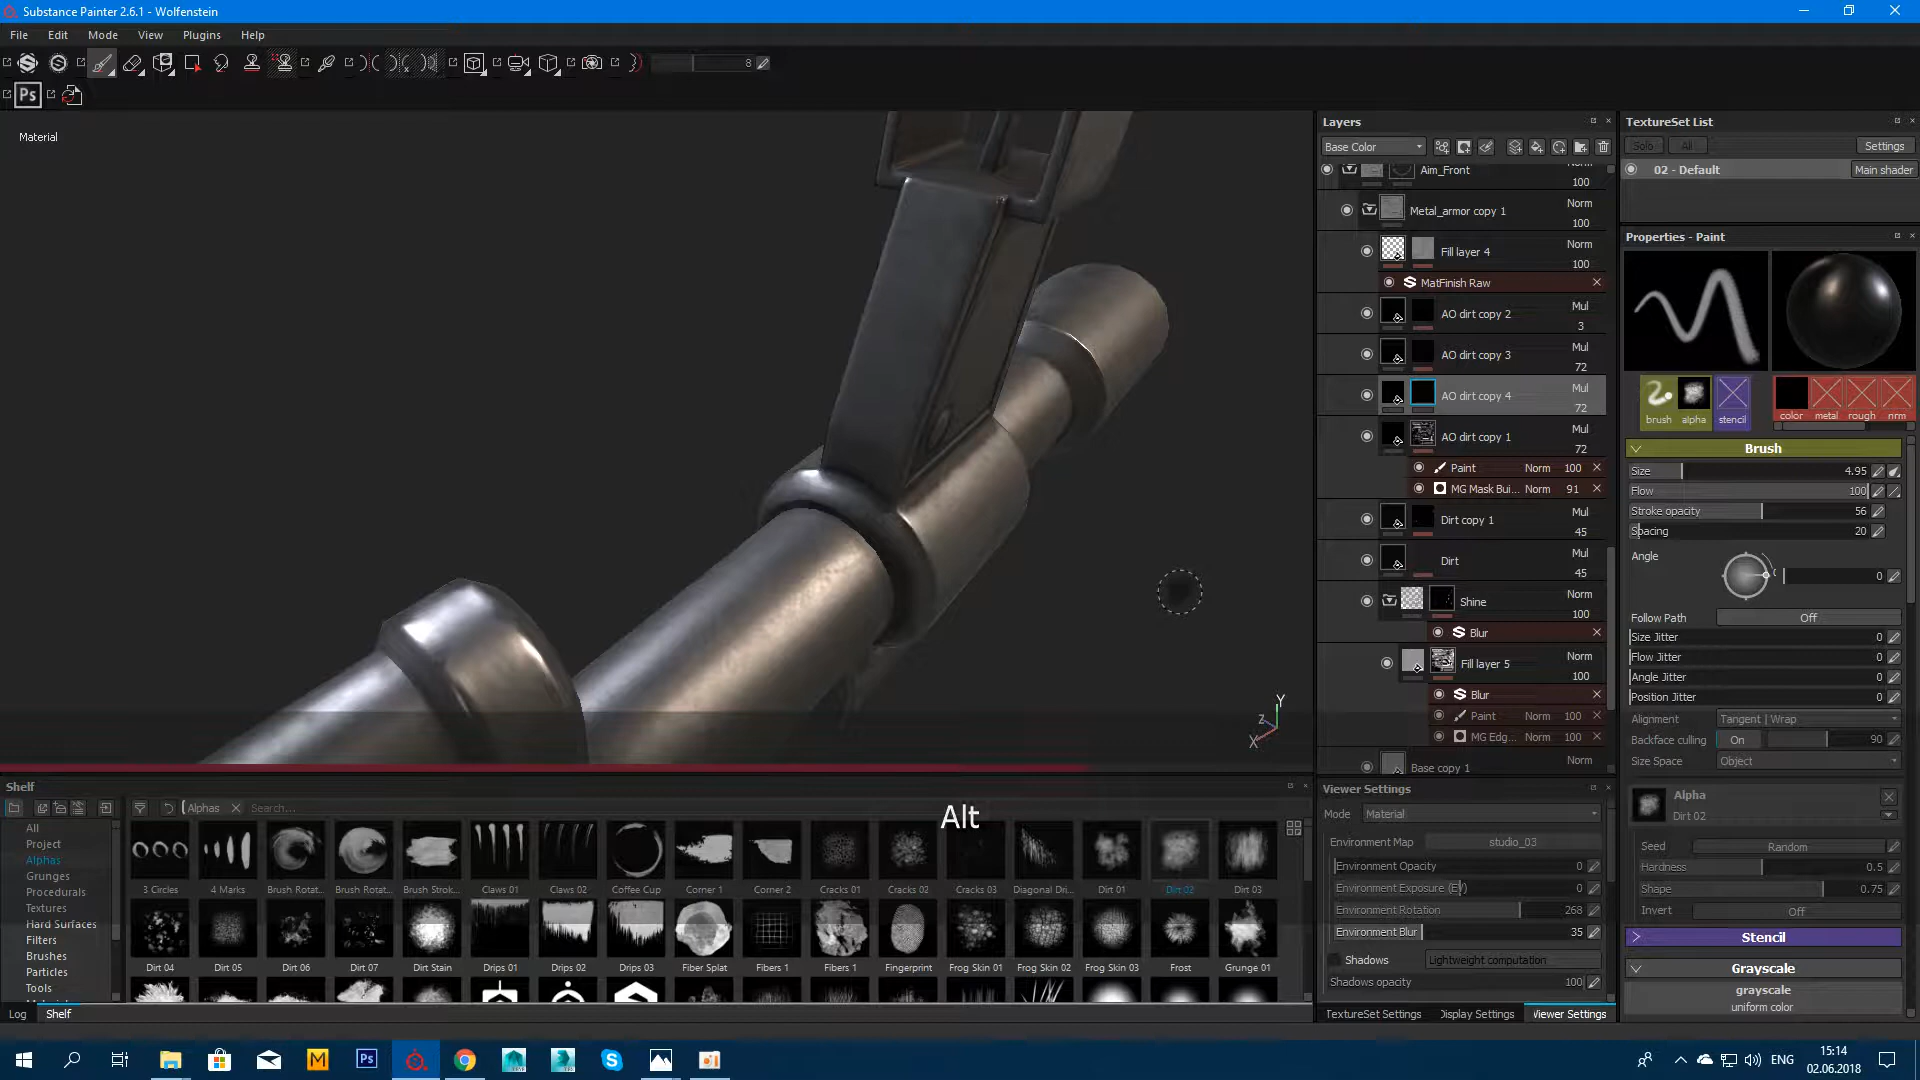 Substance Painter 2.6.1 - Wolfenstein
File Edit Mode View Plugins Help
8
Ps
Material
Alt
Y
Z
X
Layers
Base Color
Aim_Front
100
Metal_armor copy 1 Norm
100
Fill layer 4 Norm
100
MatFinish Raw
AO dirt copy 2 Mul
3
AO dirt copy 3 Mul
72
AO dirt copy 4 Mul
72
AO dirt copy 1 Mul
72
Paint Norm 100
MG Mask Bui... Norm 91
Dirt copy 1 Mul
45
Dirt Mul
45
Shine Norm
100
Blur
Fill layer 5 Norm
100
Blur
Paint Norm 100
MG Edg... Norm 100
Base copy 1 Norm
TextureSet List
Solo All Settings
02 - Default Main shader
Properties - Paint
brush alpha stencil color metal rough nrm
Brush
Size 4.95
Flow 100
Stroke opacity 56
Spacing 20
Angle 0
Follow Path Off
Size Jitter 0
Flow Jitter 0
Angle Jitter 0
Position Jitter 0
Alignment Tangent | Wrap
Backface culling On 90
Size Space Object
Alpha
Dirt 02
Seed Random
Hardness 0.5
Shape 0.75
Invert Off
Stencil
Grayscale
grayscale
uniform color
Viewer Settings
Mode Material
Environment Map studio_03
Environment Opacity 0
Environment Exposure (EV) 0
Environment Rotation 268
Environment Blur 35
Shadows Lightweight computation
Shadows opacity 100
TextureSet Settings Display Settings Viewer Settings
Shelf
Alphas Search...
All
Project
Alphas
Grunges
Procedurals
Textures
Hard Surfaces
Filters
Brushes
Particles
Tools
3 Circles 4 Marks Brush Rotat... Brush Rotat... Brush Strok... Claws 01 Claws 02 Coffee Cup Corner 1 Corner 2 Cracks 01 Cracks 02 Cracks 03 Diagonal Dri... Dirt 01 Dirt 02 Dirt 03
Dirt 04 Dirt 05 Dirt 06 Dirt 07 Dirt Stain Drips 01 Drips 02 Drips 03 Fiber Splat Fibers 1 Fibers 1 Fingerprint Frog Skin 01 Frog Skin 02 Frog Skin 03 Frost Grunge 01
Log Shelf
M
Ps
ENG
15:14
02.06.2018